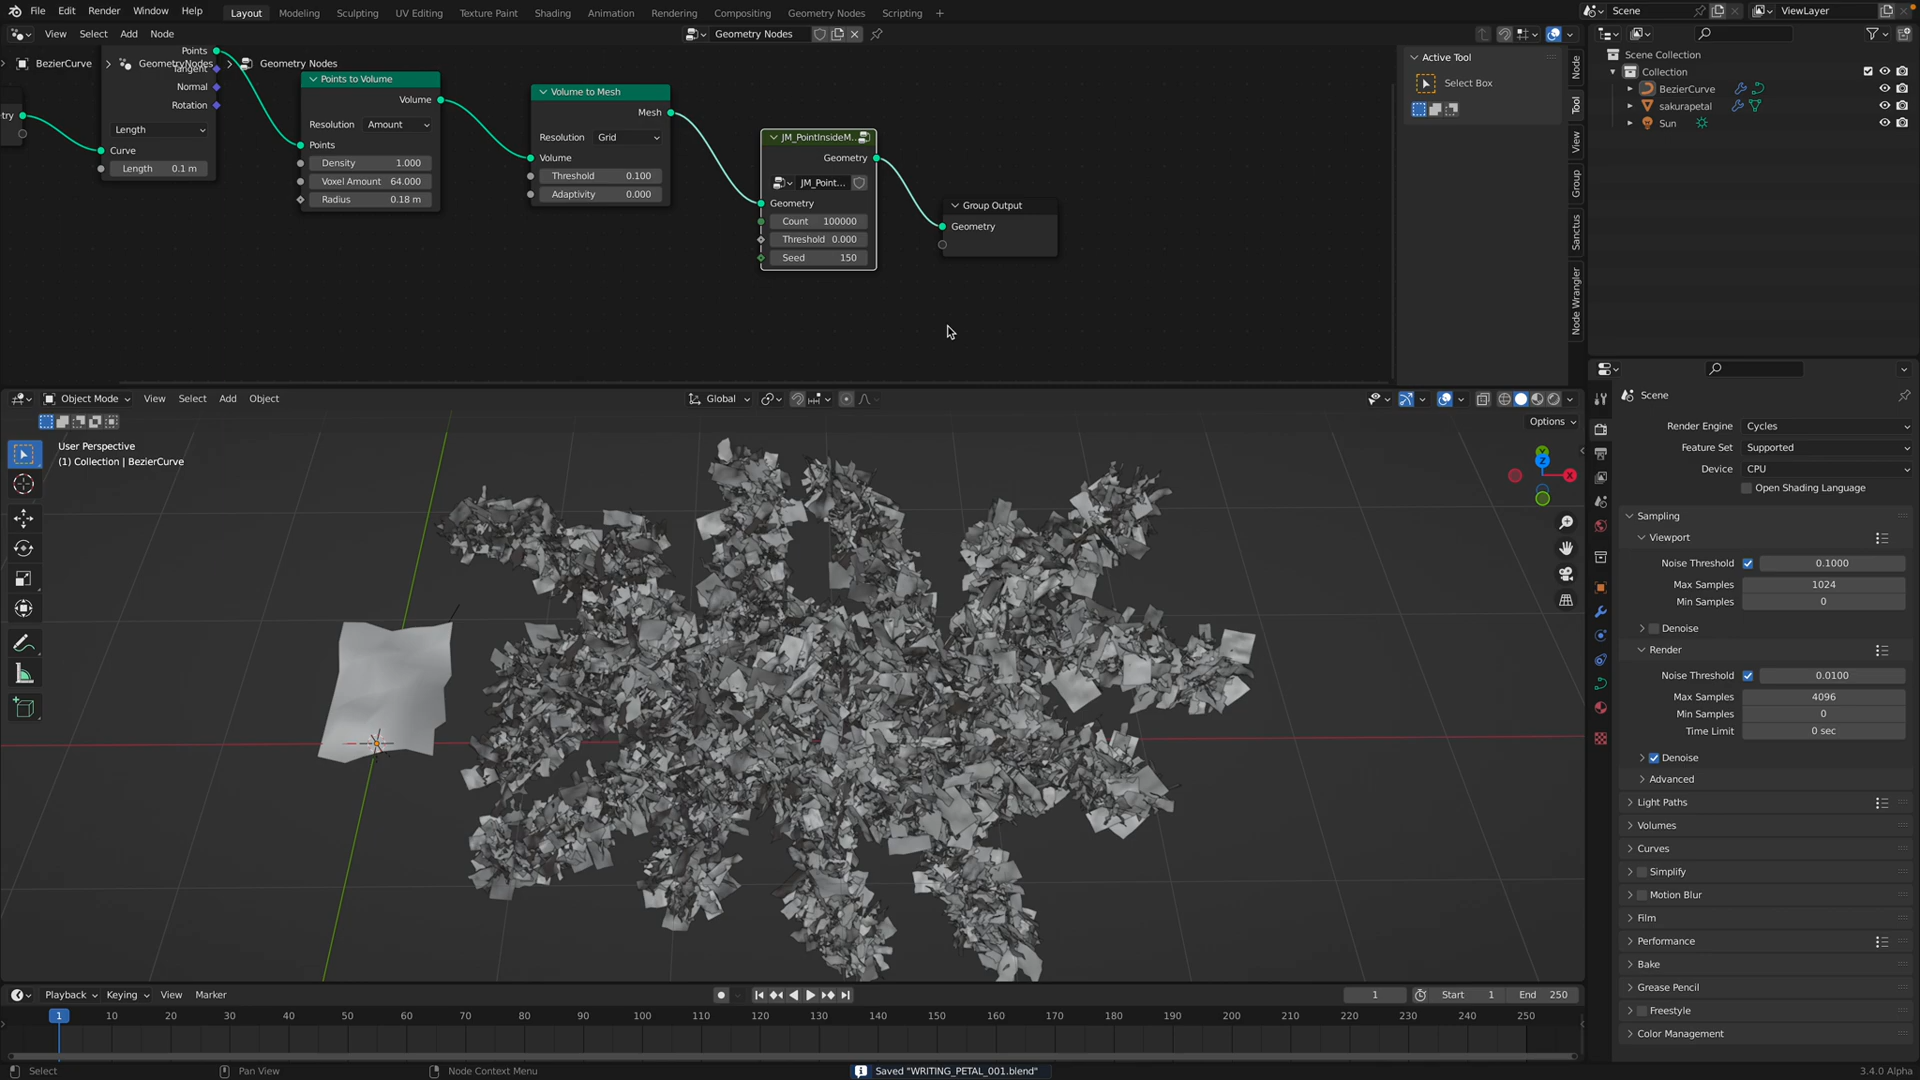 File Edit Render Window Help Layout Modeling Sculpting UV Editing Texture Paint Shading Animation Rendering Compositing Geometry Nodes Scripting + Scene ViewLayer
View Select Add Node Geometry Nodes
BezierCurve GeometryNodes Geometry Nodes
Points
Tangent
Normal
Rotation
Length
Curve
Length 0.1 m
Points to Volume
Volume
Resolution Amount
Points
Density 1.000
Voxel Amount 64.000
Radius 0.18 m
Volume to Mesh
Mesh
Resolution Grid
Volume
Threshold 0.100
Adaptivity 0.000
JM_PointInsideM...
Geometry
JM_Point...
Geometry
Count 100000
Threshold 0.000
Seed 150
Group Output
Geometry
Active Tool
Select Box
Node
Tool
View
Group
Sanctus
Node Wrangler
Scene Collection
Collection
BezierCurve
sakurapetal
Sun
Object Mode View Select Add Object Global
Options
User Perspective
(1) Collection | BezierCurve
Y
Z
X
Scene
Render Engine Cycles
Feature Set Supported
Device CPU
Open Shading Language
Sampling
Viewport
Noise Threshold 0.1000
Max Samples 1024
Min Samples 0
Denoise
Render
Noise Threshold 0.0100
Max Samples 4096
Min Samples 0
Time Limit 0 sec
Denoise
Advanced
Light Paths
Volumes
Curves
Simplify
Motion Blur
Film
Performance
Bake
Grease Pencil
Freestyle
Color Management
Playback Keying View Marker 1 Start 1 End 250
1 10 20 30 40 50 60 70 80 90 100 110 120 130 140 150 160 170 180 190 200 210 220 230 240 250
Select Pan View Node Context Menu Saved "WRITING_PETAL_001.blend" 3.4.0 Alpha